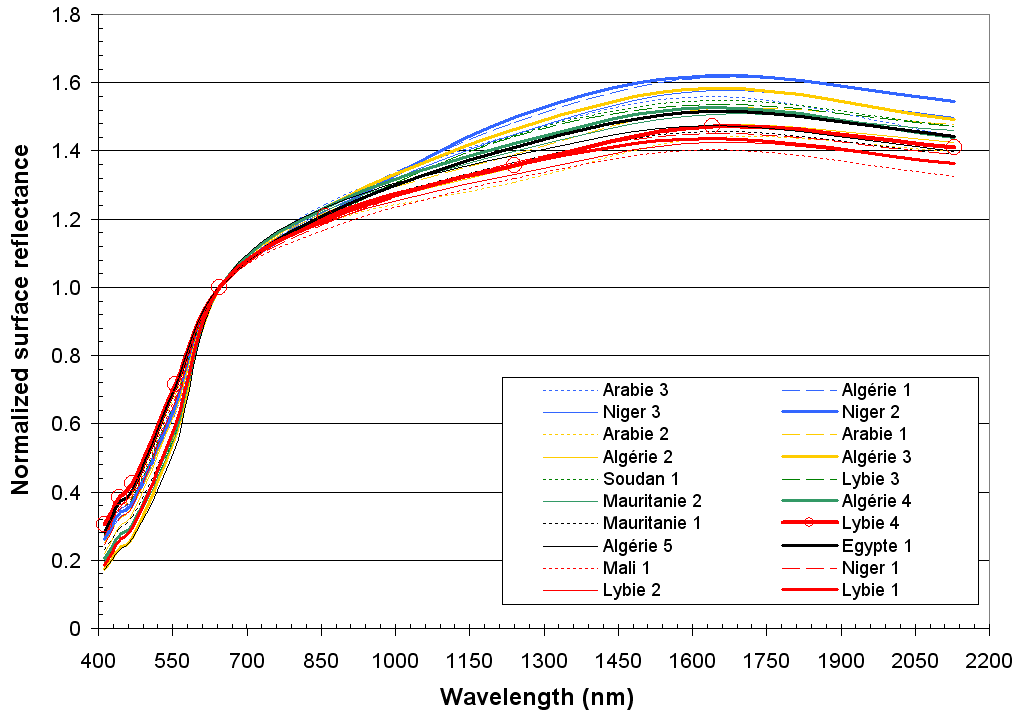 1.8
1.6
1.4
1.2
1.0
0.8
0.6
0.4
0.2
0
Normalized surface reflectance
Arabie 3 Algérie 1
Niger 3 Niger 2
Arabie 2 Arabie 1
Algérie 2 Algérie 3
Soudan 1 Lybie 3
Mauritanie 2 Algérie 4
Mauritanie 1 Lybie 4
Algérie 5 Egypte 1
Mali 1 Niger 1
Lybie 2 Lybie 1
400 550 700 850 1000 1150 1300 1450 1600 1750 1900 2050 2200
Wavelength (nm)